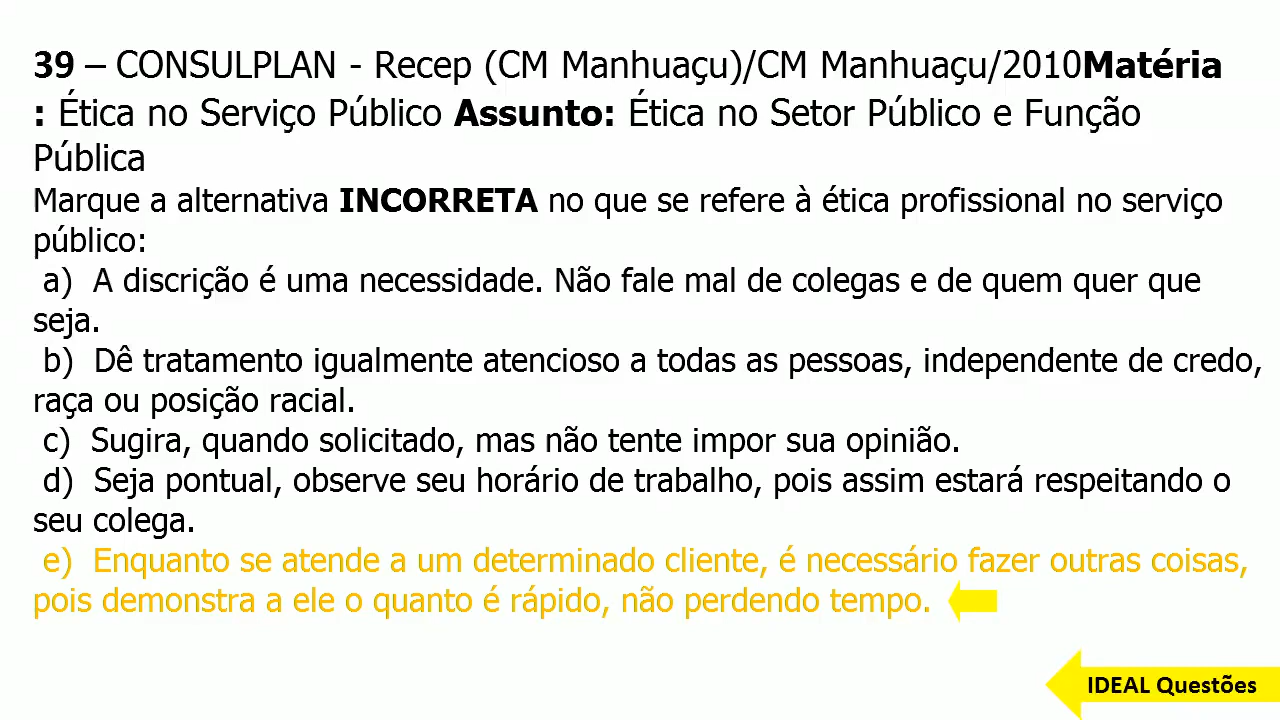 39 – CONSULPLAN - Recep (CM Manhuaçu)/CM Manhuaçu/2010Matéria
: Ética no Serviço Público Assunto: Ética no Setor Público e Função
Pública
Marque a alternativa INCORRETA no que se refere à ética profissional no serviço
público:
a) A discrição é uma necessidade. Não fale mal de colegas e de quem quer que
seja.
b) Dê tratamento igualmente atencioso a todas as pessoas, independente de credo,
raça ou posição racial.
c) Sugira, quando solicitado, mas não tente impor sua opinião.
d) Seja pontual, observe seu horário de trabalho, pois assim estará respeitando o
seu colega.
e) Enquanto se atende a um determinado cliente, é necessário fazer outras coisas,
pois demonstra a ele o quanto é rápido, não perdendo tempo.
IDEAL Questões